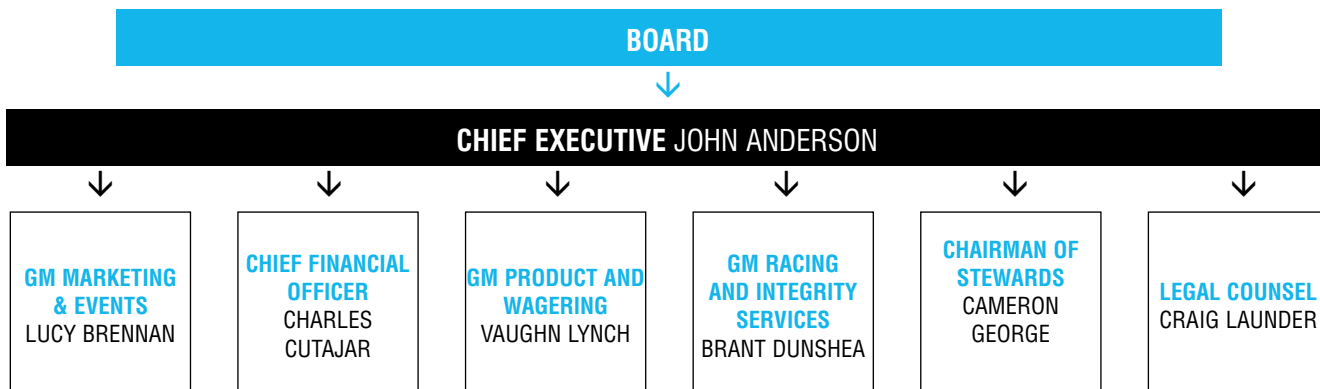 BOARD
CHIEF EXECUTIVE JOHN ANDERSON
GM MARKETING
& EVENTS
LUCY BRENNAN
CHIEF FINANCIAL
OFFICER
CHARLES
CUTAJAR
GM PRODUCT AND
WAGERING
VAUGHN LYNCH
GM RACING
AND INTEGRITY
SERVICES
BRANT DUNSHEA
CHAIRMAN OF
STEWARDS
CAMERON
GEORGE
LEGAL COUNSEL
CRAIG LAUNDER